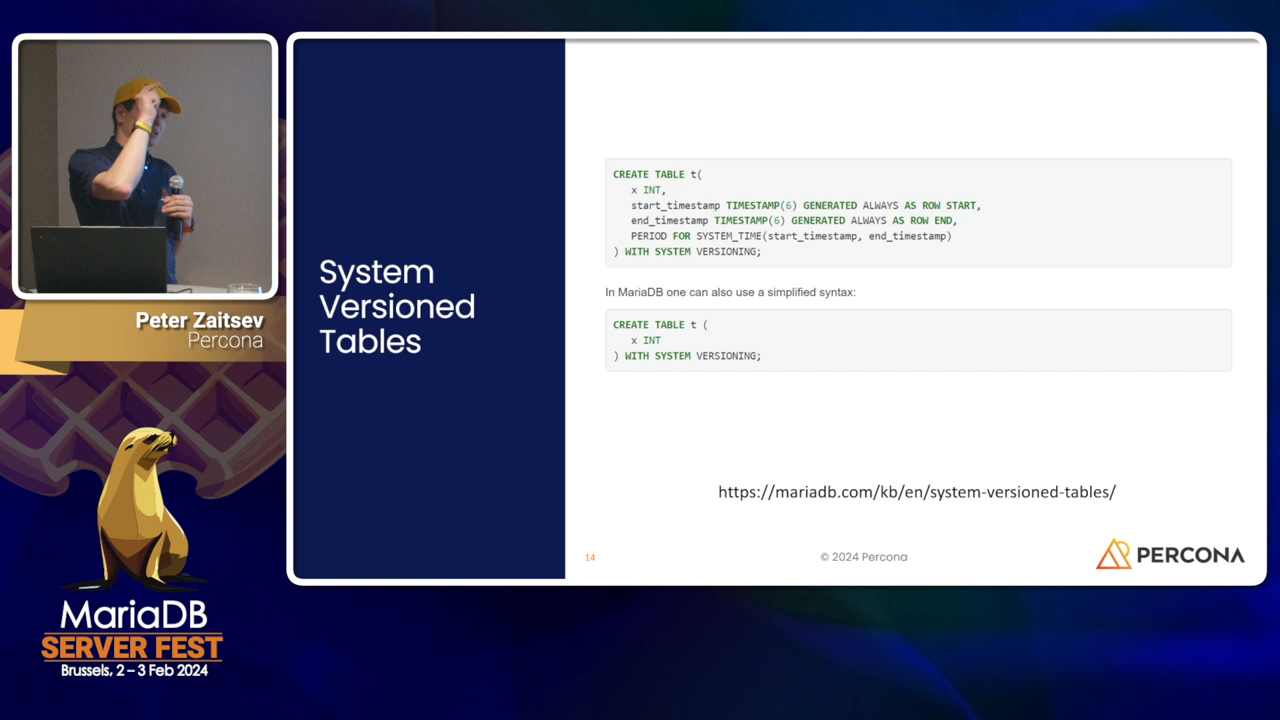 Peter Zaitsev
Percona
MariaDB
SERVER FEST
Brussels, 2 – 3 Feb 2024
System
Versioned
Tables
CREATE TABLE t(
   x INT,
   start_timestamp TIMESTAMP(6) GENERATED ALWAYS AS ROW START,
   end_timestamp TIMESTAMP(6) GENERATED ALWAYS AS ROW END,
   PERIOD FOR SYSTEM_TIME(start_timestamp, end_timestamp)
) WITH SYSTEM VERSIONING;
In MariaDB one can also use a simplified syntax:
CREATE TABLE t (
   x INT
) WITH SYSTEM VERSIONING;
https://mariadb.com/kb/en/system-versioned-tables/
14
© 2024 Percona
PERCONA